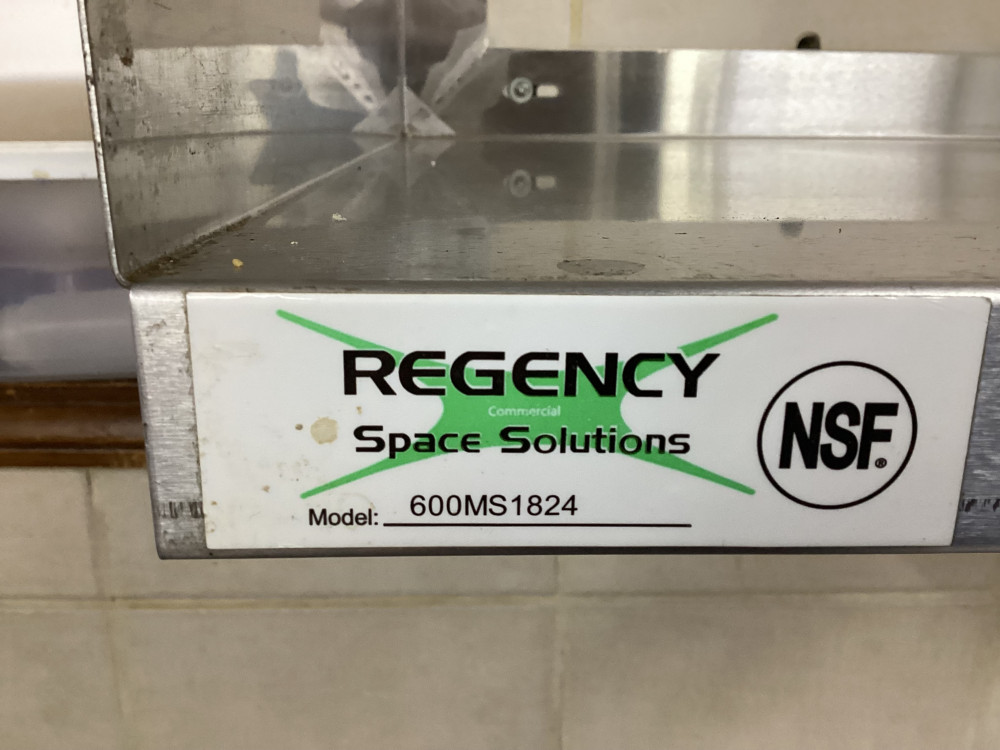 REGENCY
Commercial
Space Solutions
NSF®
Model: 600MS1824